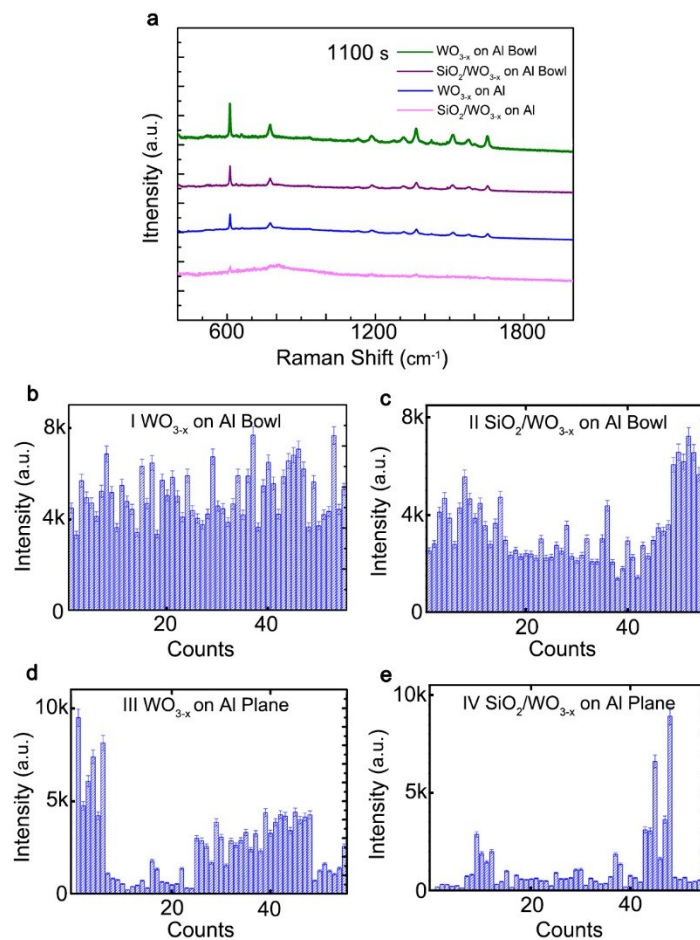 a
1100 s
WO3-x on Al Bowl
SiO2/WO3-x on Al Bowl
WO3-x on Al
SiO2/WO3-x on Al
Itnensity (a.u.)
600 1200 1800
Raman Shift (cm-1)
b
I WO3-x on Al Bowl
8k
4k
0
Intensity (a.u.)
20 40
Counts
c
II SiO2/WO3-x on Al Bowl
8k
4k
0
Intensity (a.u.)
20 40
Counts
d
III WO3-x on Al Plane
10k
5k
0
Intensity (a.u.)
20 40
Counts
e
IV SiO2/WO3-x on Al Plane
10k
5k
0
Intensity (a.u.)
20 40
Counts